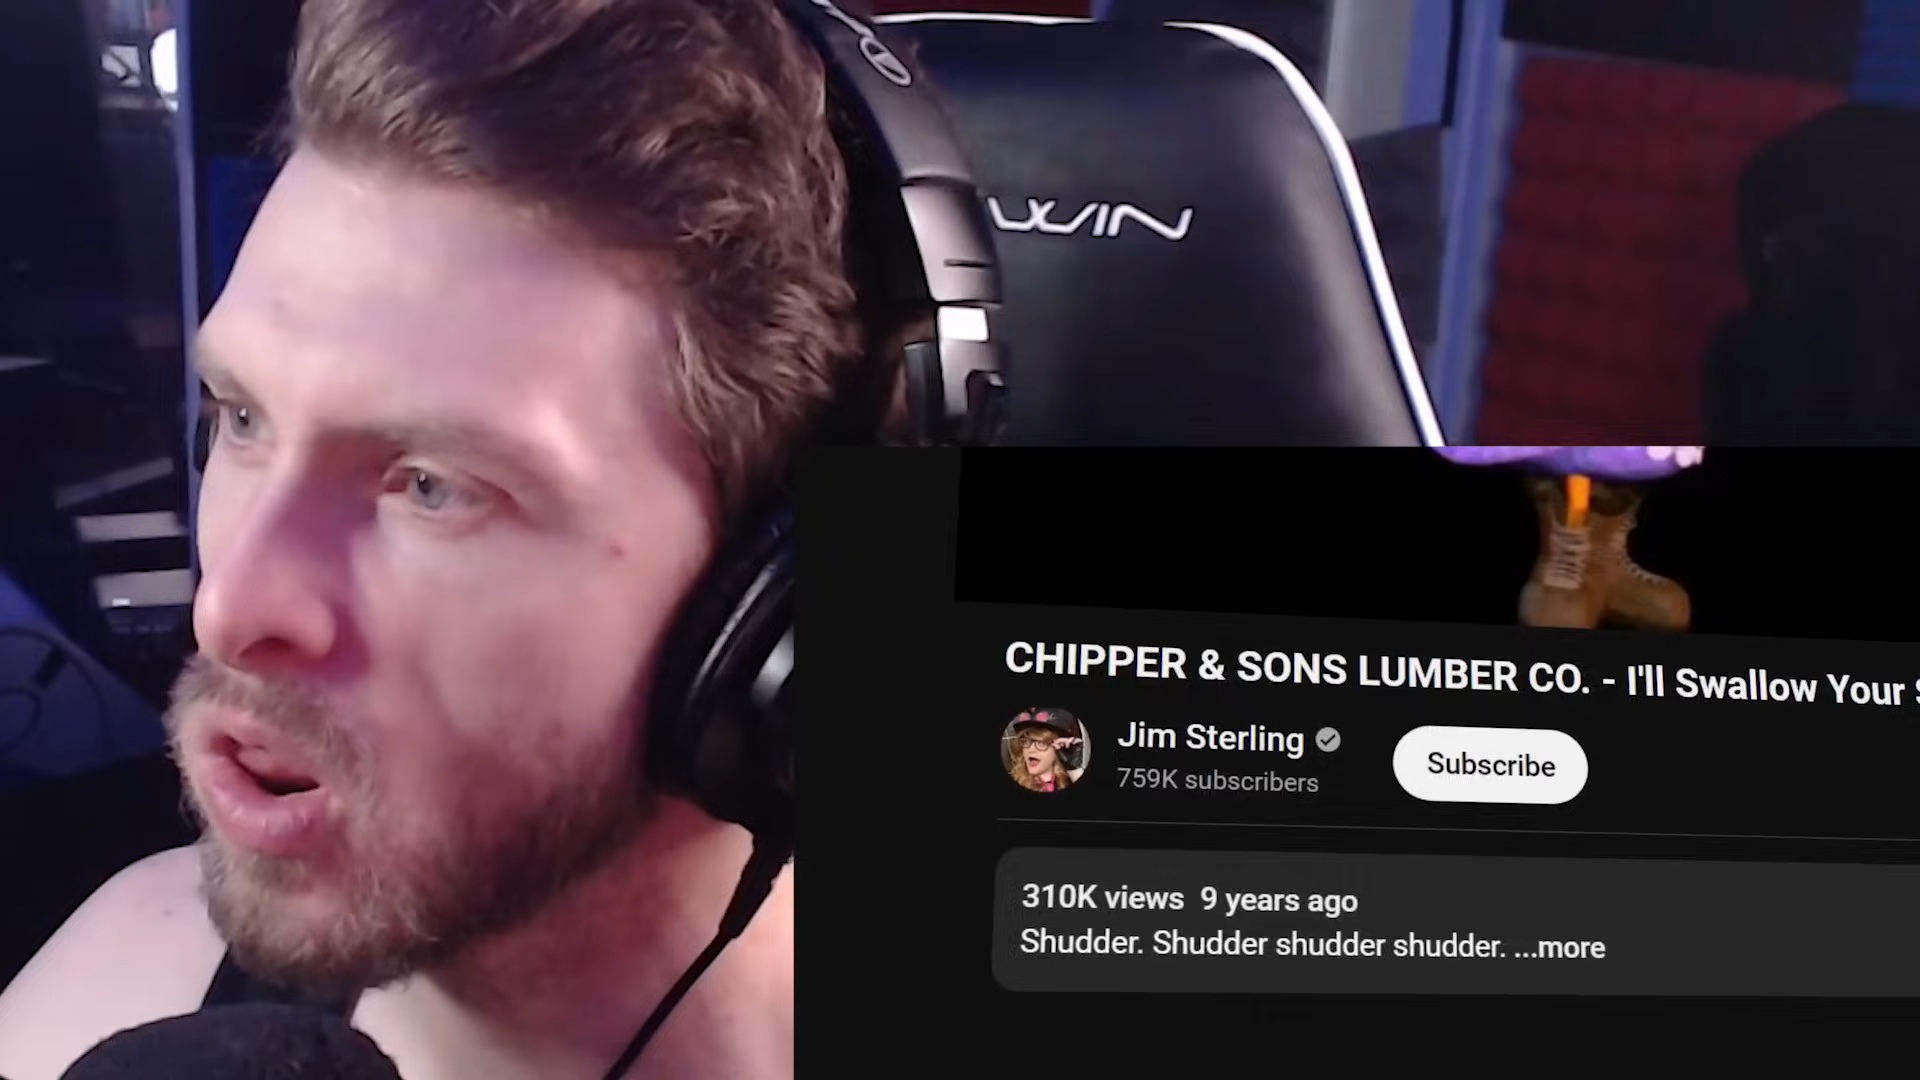 WIN
CHIPPER & SONS LUMBER CO. - I'll Swallow Your
Jim Sterling
759K subscribers
Subscribe
310K views 9 years ago
Shudder. Shudder shudder shudder. ...more